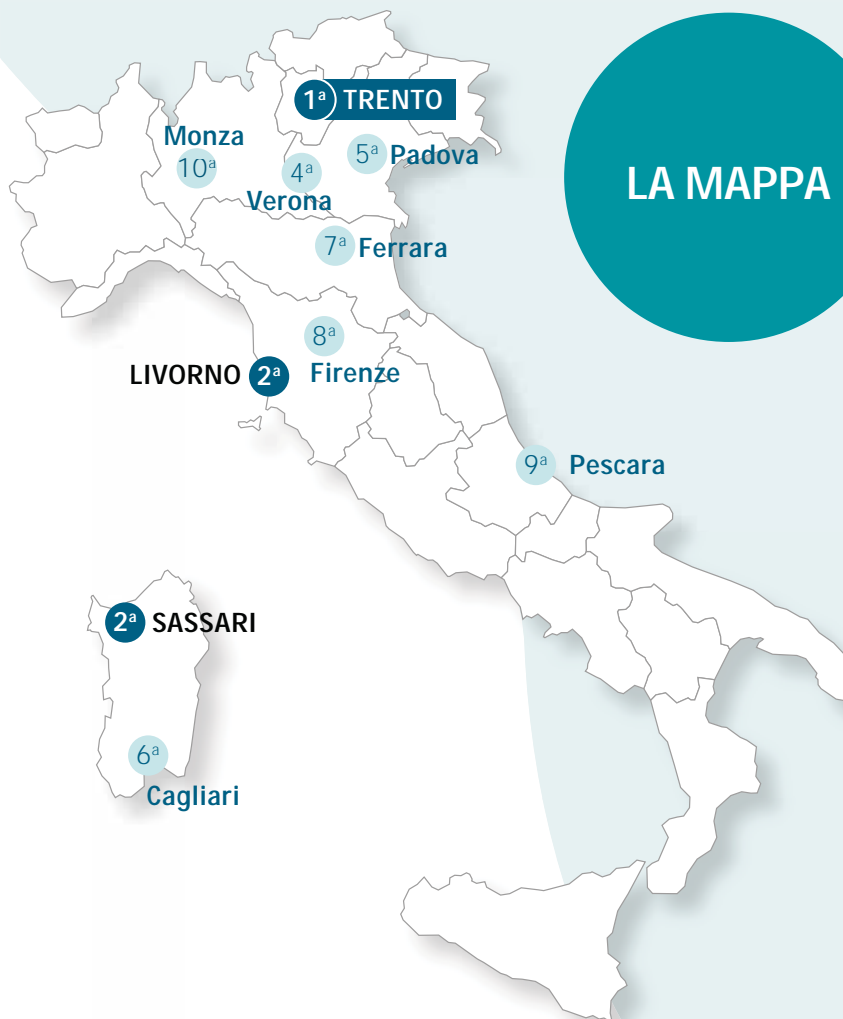 LA MAPPA
1ª TRENTO
Monza
10ª
5ª Padova
4ª
Verona
7ª Ferrara
8ª
Firenze
LIVORNO 2ª
9ª Pescara
2ª SASSARI
6ª
Cagliari